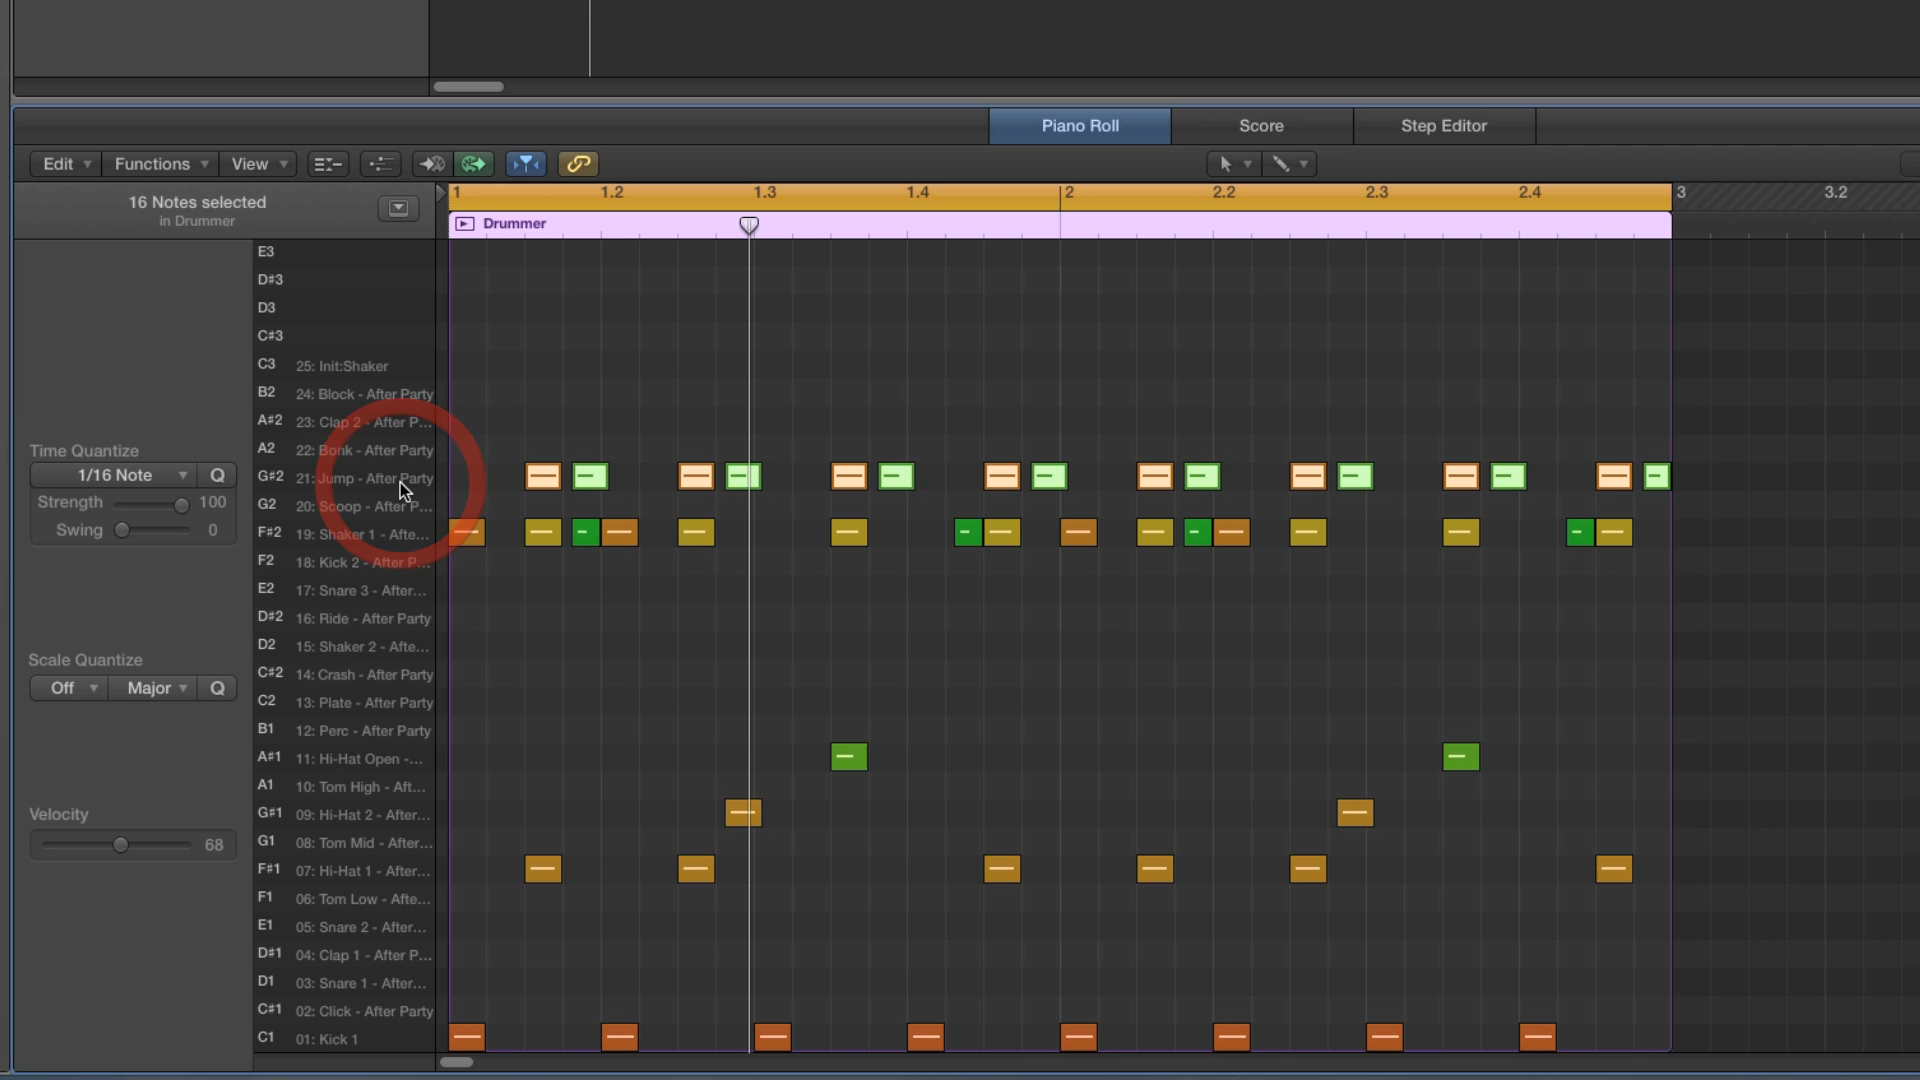 Piano Roll
Score
Step Editor
Edit
Functions
View
16 Notes selected
in Drummer
1
1.2
1.3
1.4
2
2.2
2.3
2.4
3
3.2
Drummer
E3
D#3
D3
C#3
C3 25: Init:Shaker
B2 24: Block - After Party
A#2 23: Clap 2 - After P...
A2 22: Bonk - After Party
G#2 21: Jump - After Party
G2 20: Scoop - After P...
F#2 19: Shaker 1 - Afte...
F2 18: Kick 2 - After P...
E2 17: Snare 3 - After...
D#2 16: Ride - After Party
D2 15: Shaker 2 - Afte...
C#2 14: Crash - After Party
C2 13: Plate - After Party
B1 12: Perc - After Party
A#1 11: Hi-Hat Open -...
A1 10: Tom High - Aft...
G#1 09: Hi-Hat 2 - After...
G1 08: Tom Mid - After...
F#1 07: Hi-Hat 1 - After...
F1 06: Tom Low - Afte...
E1 05: Snare 2 - After...
D#1 04: Clap 1 - After P...
D1 03: Snare 1 - After...
C#1 02: Click - After Party
C1 01: Kick 1
Time Quantize
1/16 Note Q
Strength 100
Swing 0
Scale Quantize
Off Major Q
Velocity
68